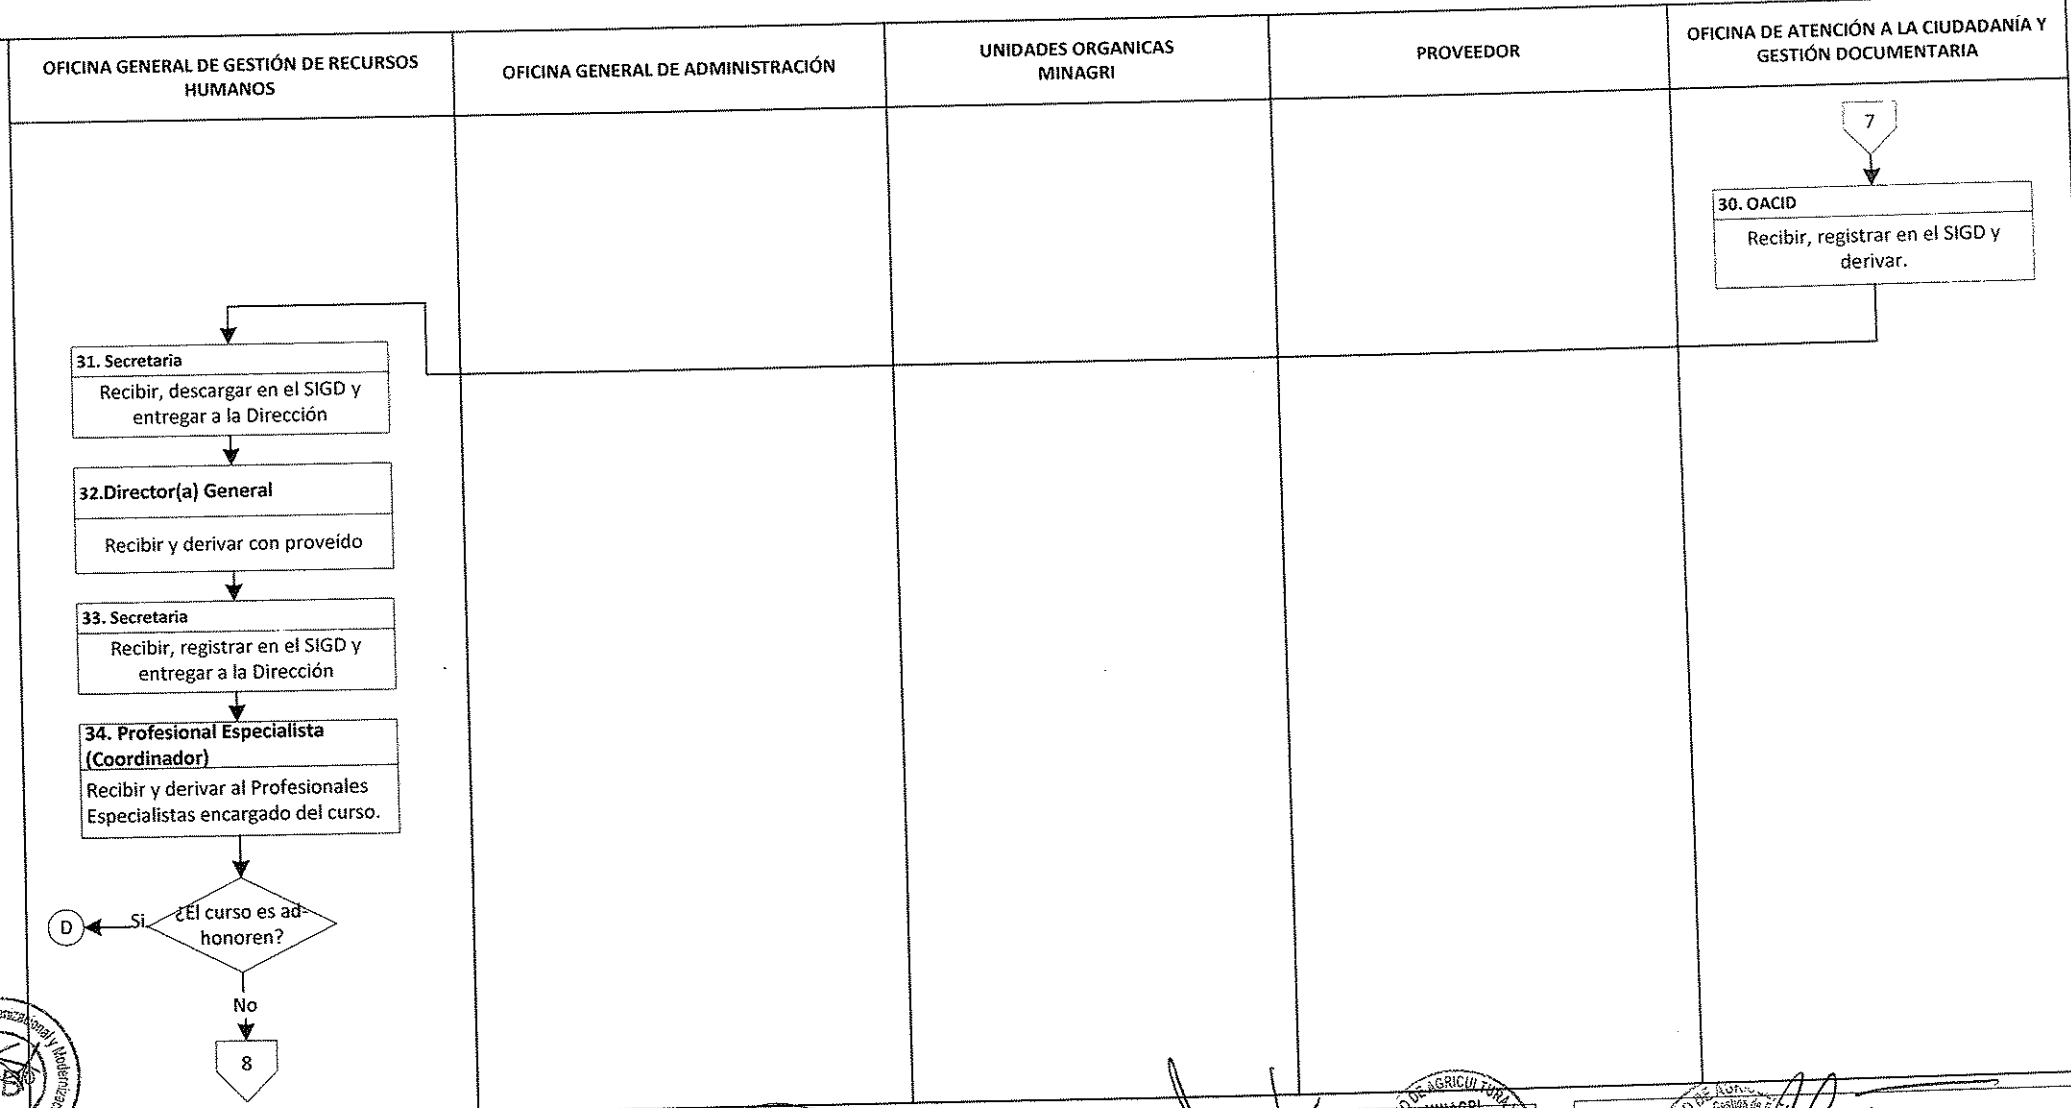 OFICINA GENERAL DE GESTIÓN DE RECURSOS
HUMANOS
OFICINA GENERAL DE ADMINISTRACIÓN
UNIDADES ORGANICAS
MINAGRI
PROVEEDOR
OFICINA DE ATENCIÓN A LA CIUDADANÍA Y
GESTIÓN DOCUMENTARIA
7
30. OACID
Recibir, registrar en el SIGD y
derivar.
31. Secretaria
Recibir, descargar en el SIGD y
entregar a la Dirección
32.Director(a) General
Recibir y derivar con proveído
33. Secretaria
Recibir, registrar en el SIGD y
entregar a la Dirección
34. Profesional Especialista
(Coordinador)
Recibir y derivar al Profesionales
Especialistas encargado del curso.
¿El curso es ad-
honoren?
Si
D
No
8
DE AGRICULTURA
MINAGRI